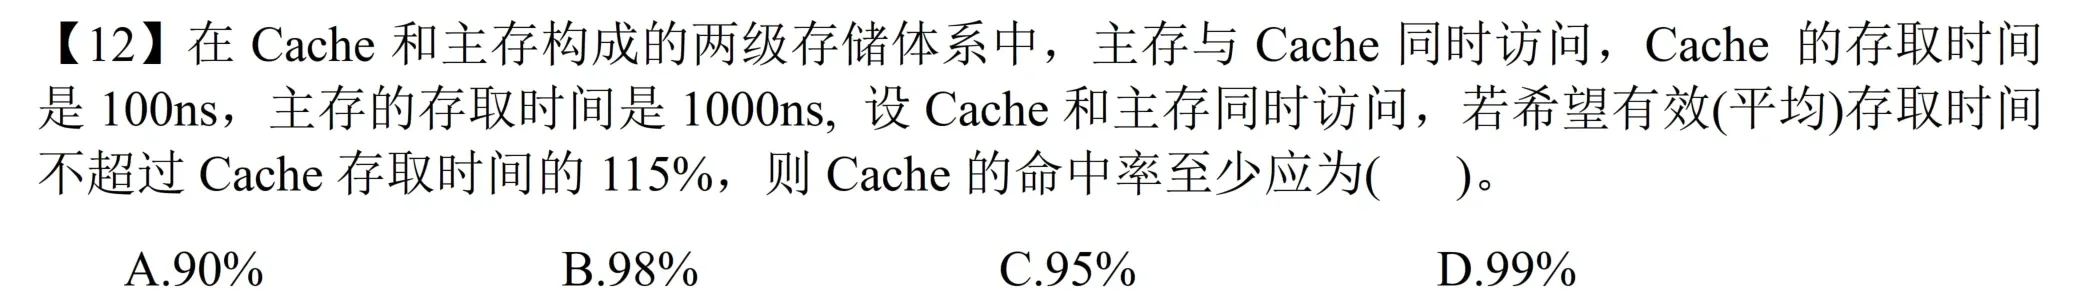 【12】在 Cache 和主存构成的两级存储体系中，主存与 Cache 同时访问，Cache 的存取时间
是 100ns，主存的存取时间是 1000ns, 设 Cache 和主存同时访问，若希望有效(平均)存取时间
不超过 Cache 存取时间的 115%，则 Cache 的命中率至少应为( )。
A.90% B.98% C.95% D.99%